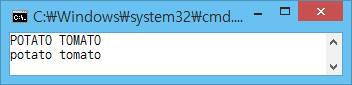 C:₩Windows₩system32₩cmd....
POTATO TOMATO
potato tomato